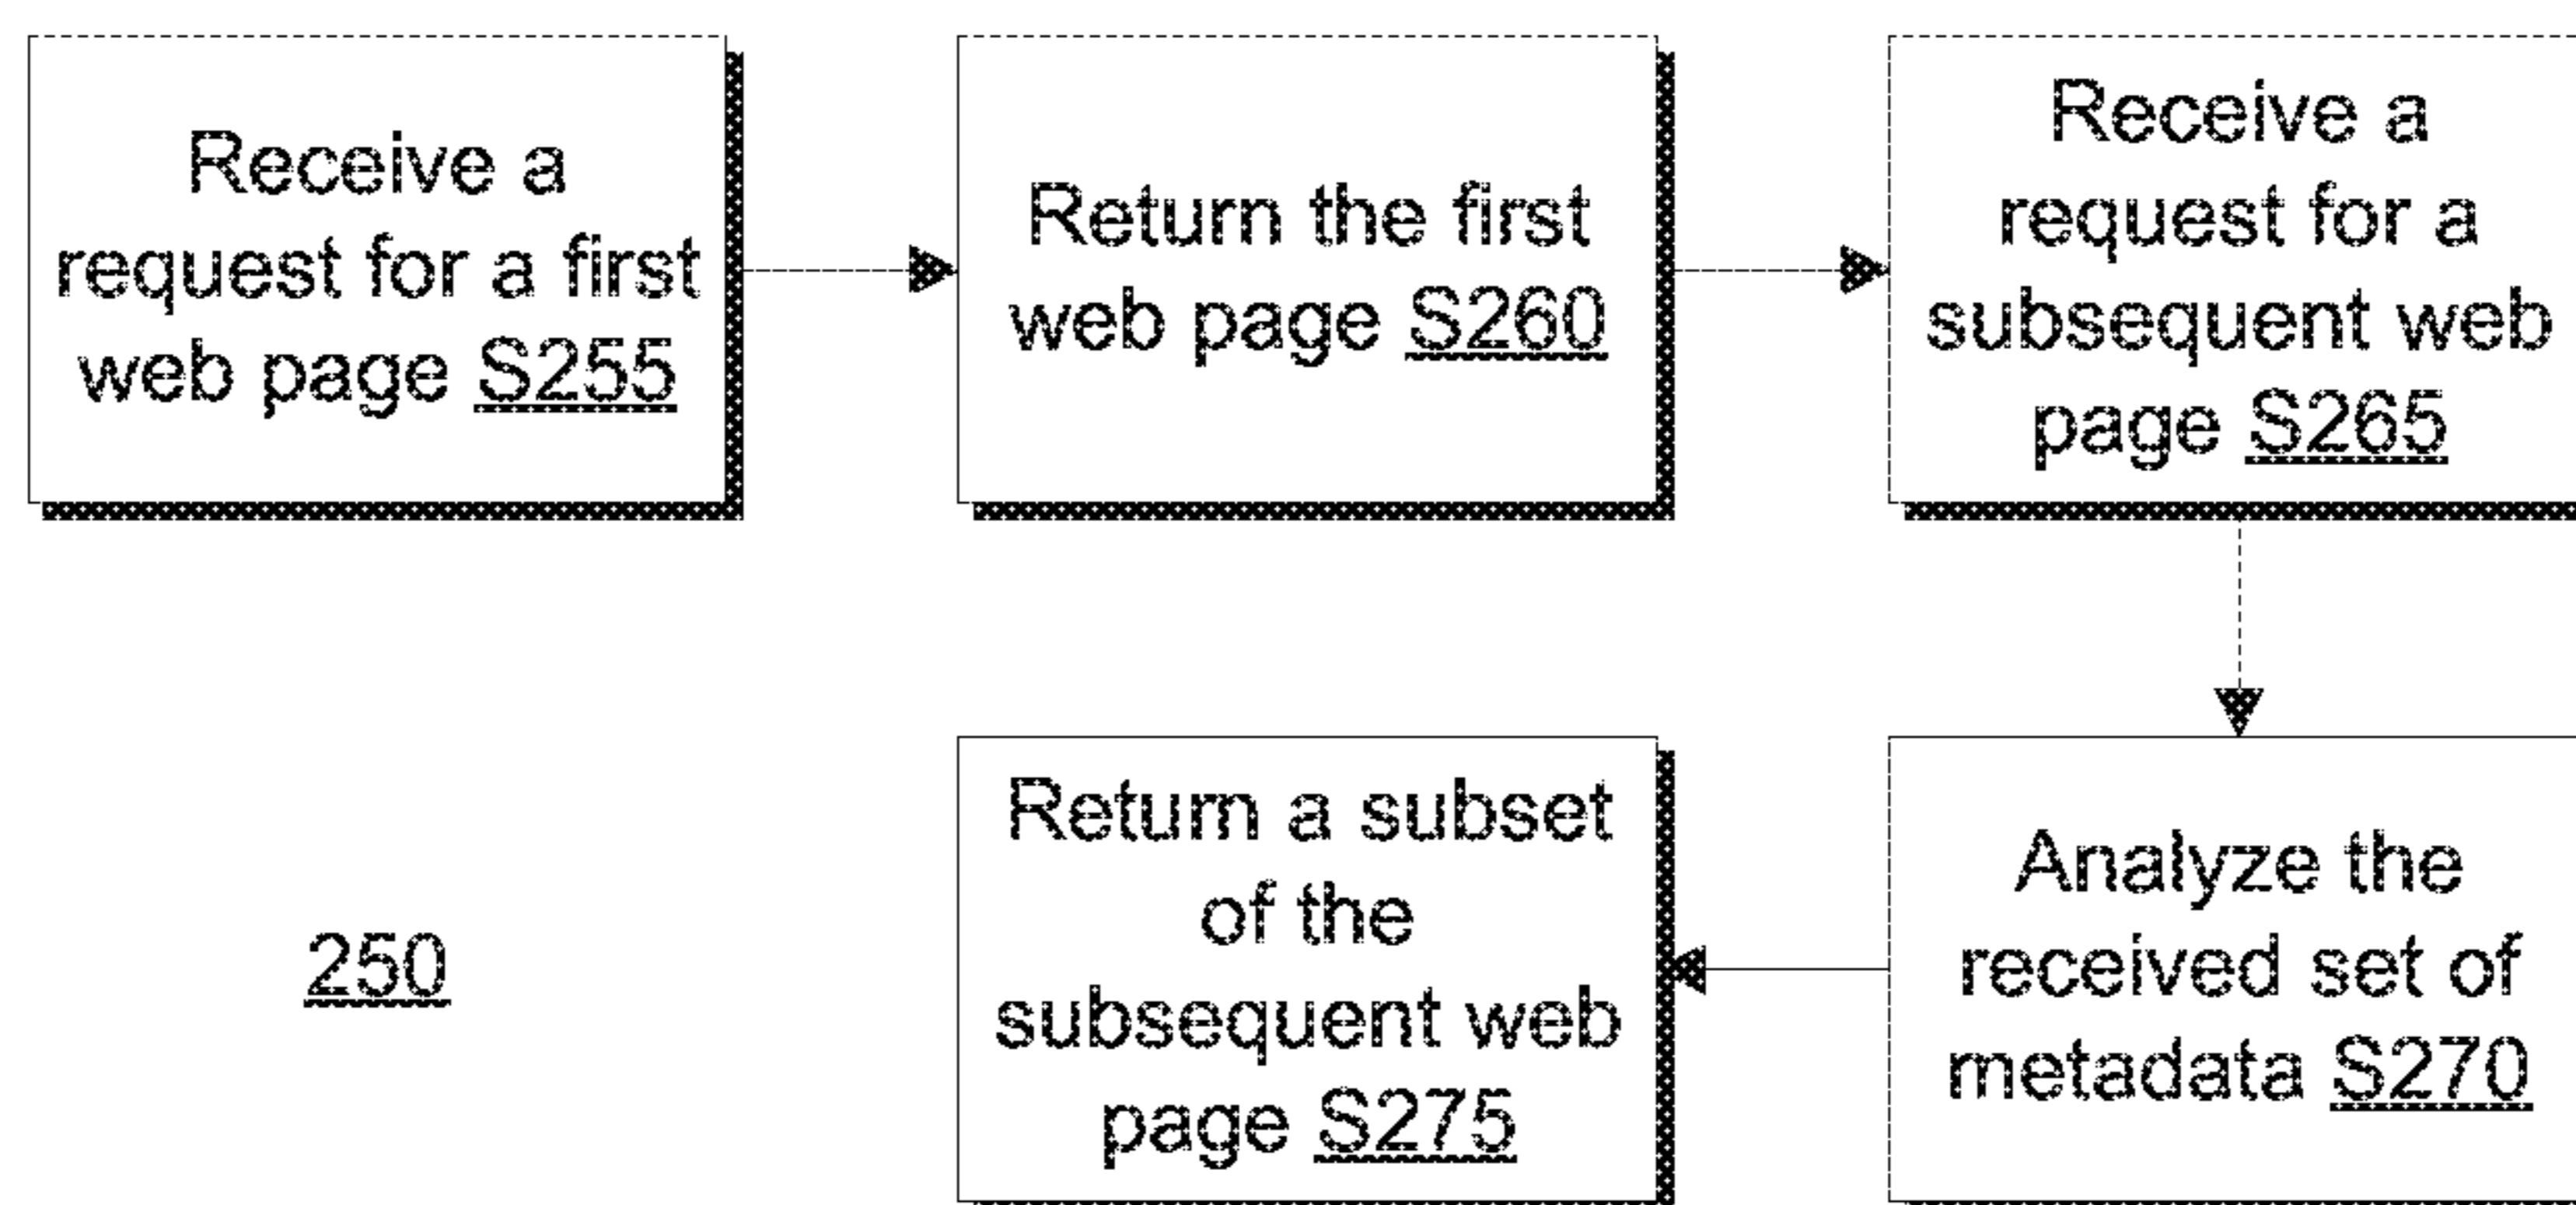 Receive a
request for a first
web page S255
Return the first
web page S260
Receive a
request for a
subsequent web
page S265
Analyze the
received set of
metadata S270
Return a subset
of the
subsequent web
page S275
250